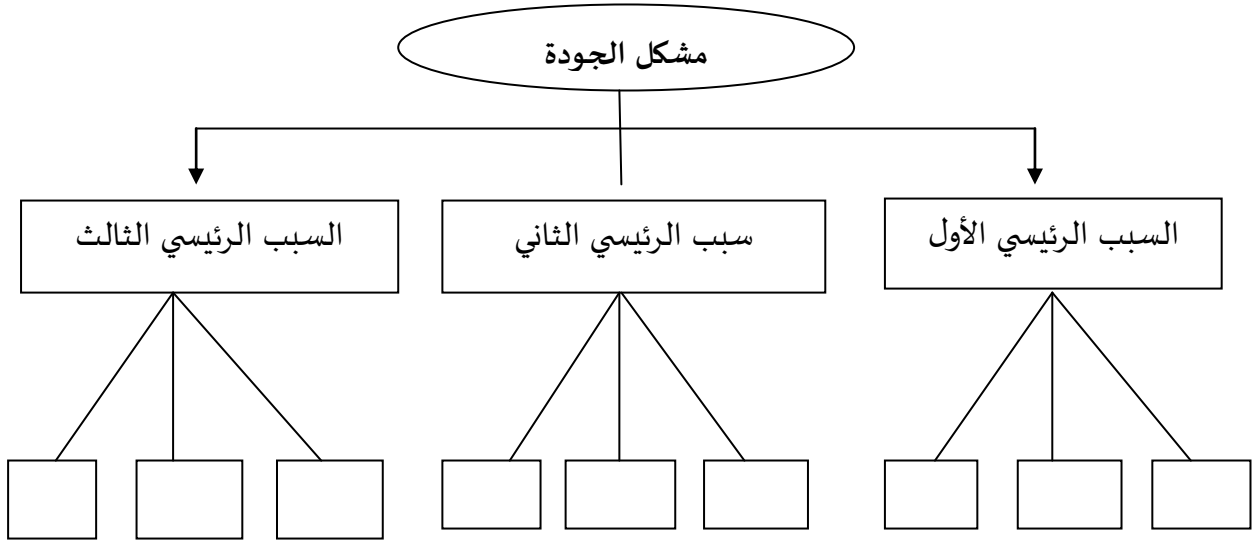 مشكل الجودة
السبب الرئيسي الأول
سبب الرئيسي الثاني
السبب الرئيسي الثالث